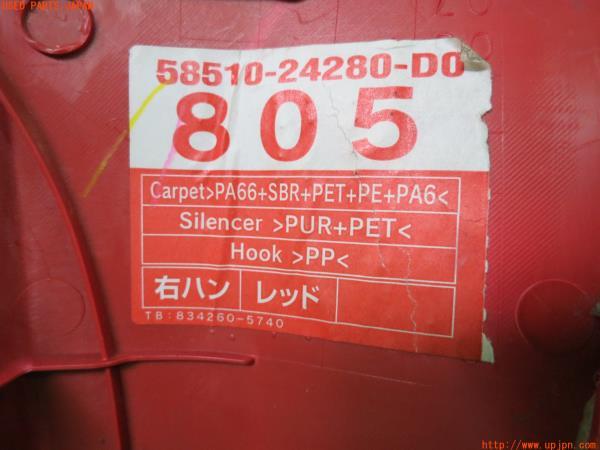 USED PARTS JAPAN
58510-24280-D0
805
Carpet>PA66+SBR+PET+PE+PA6<
Silencer >PUR+PET<
Hook >PP<
右ハン レッド
TB:834260-5740
http://www.upjpn.com/